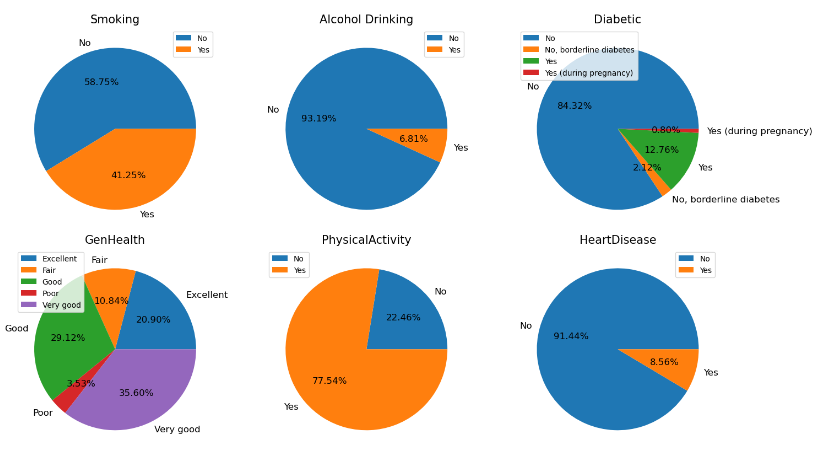 Smoking
No
Yes
No
58.75%
41.25%
Yes
Alcohol Drinking
No
Yes
No
93.19%
6.81%
Yes
Diabetic
No
No, borderline diabetes
Yes
Yes (during pregnancy)
No
84.32%
0.80%
Yes (during pregnancy)
12.76%
2.12%
Yes
No, borderline diabetes
GenHealth
Excellent
Fair
Good
Poor
Very good
Fair
Excellent
10.84%
20.90%
Good
29.12%
3.53%
35.60%
Poor
Very good
PhysicalActivity
No
Yes
No
22.46%
77.54%
Yes
HeartDisease
No
Yes
No
91.44%
8.56%
Yes